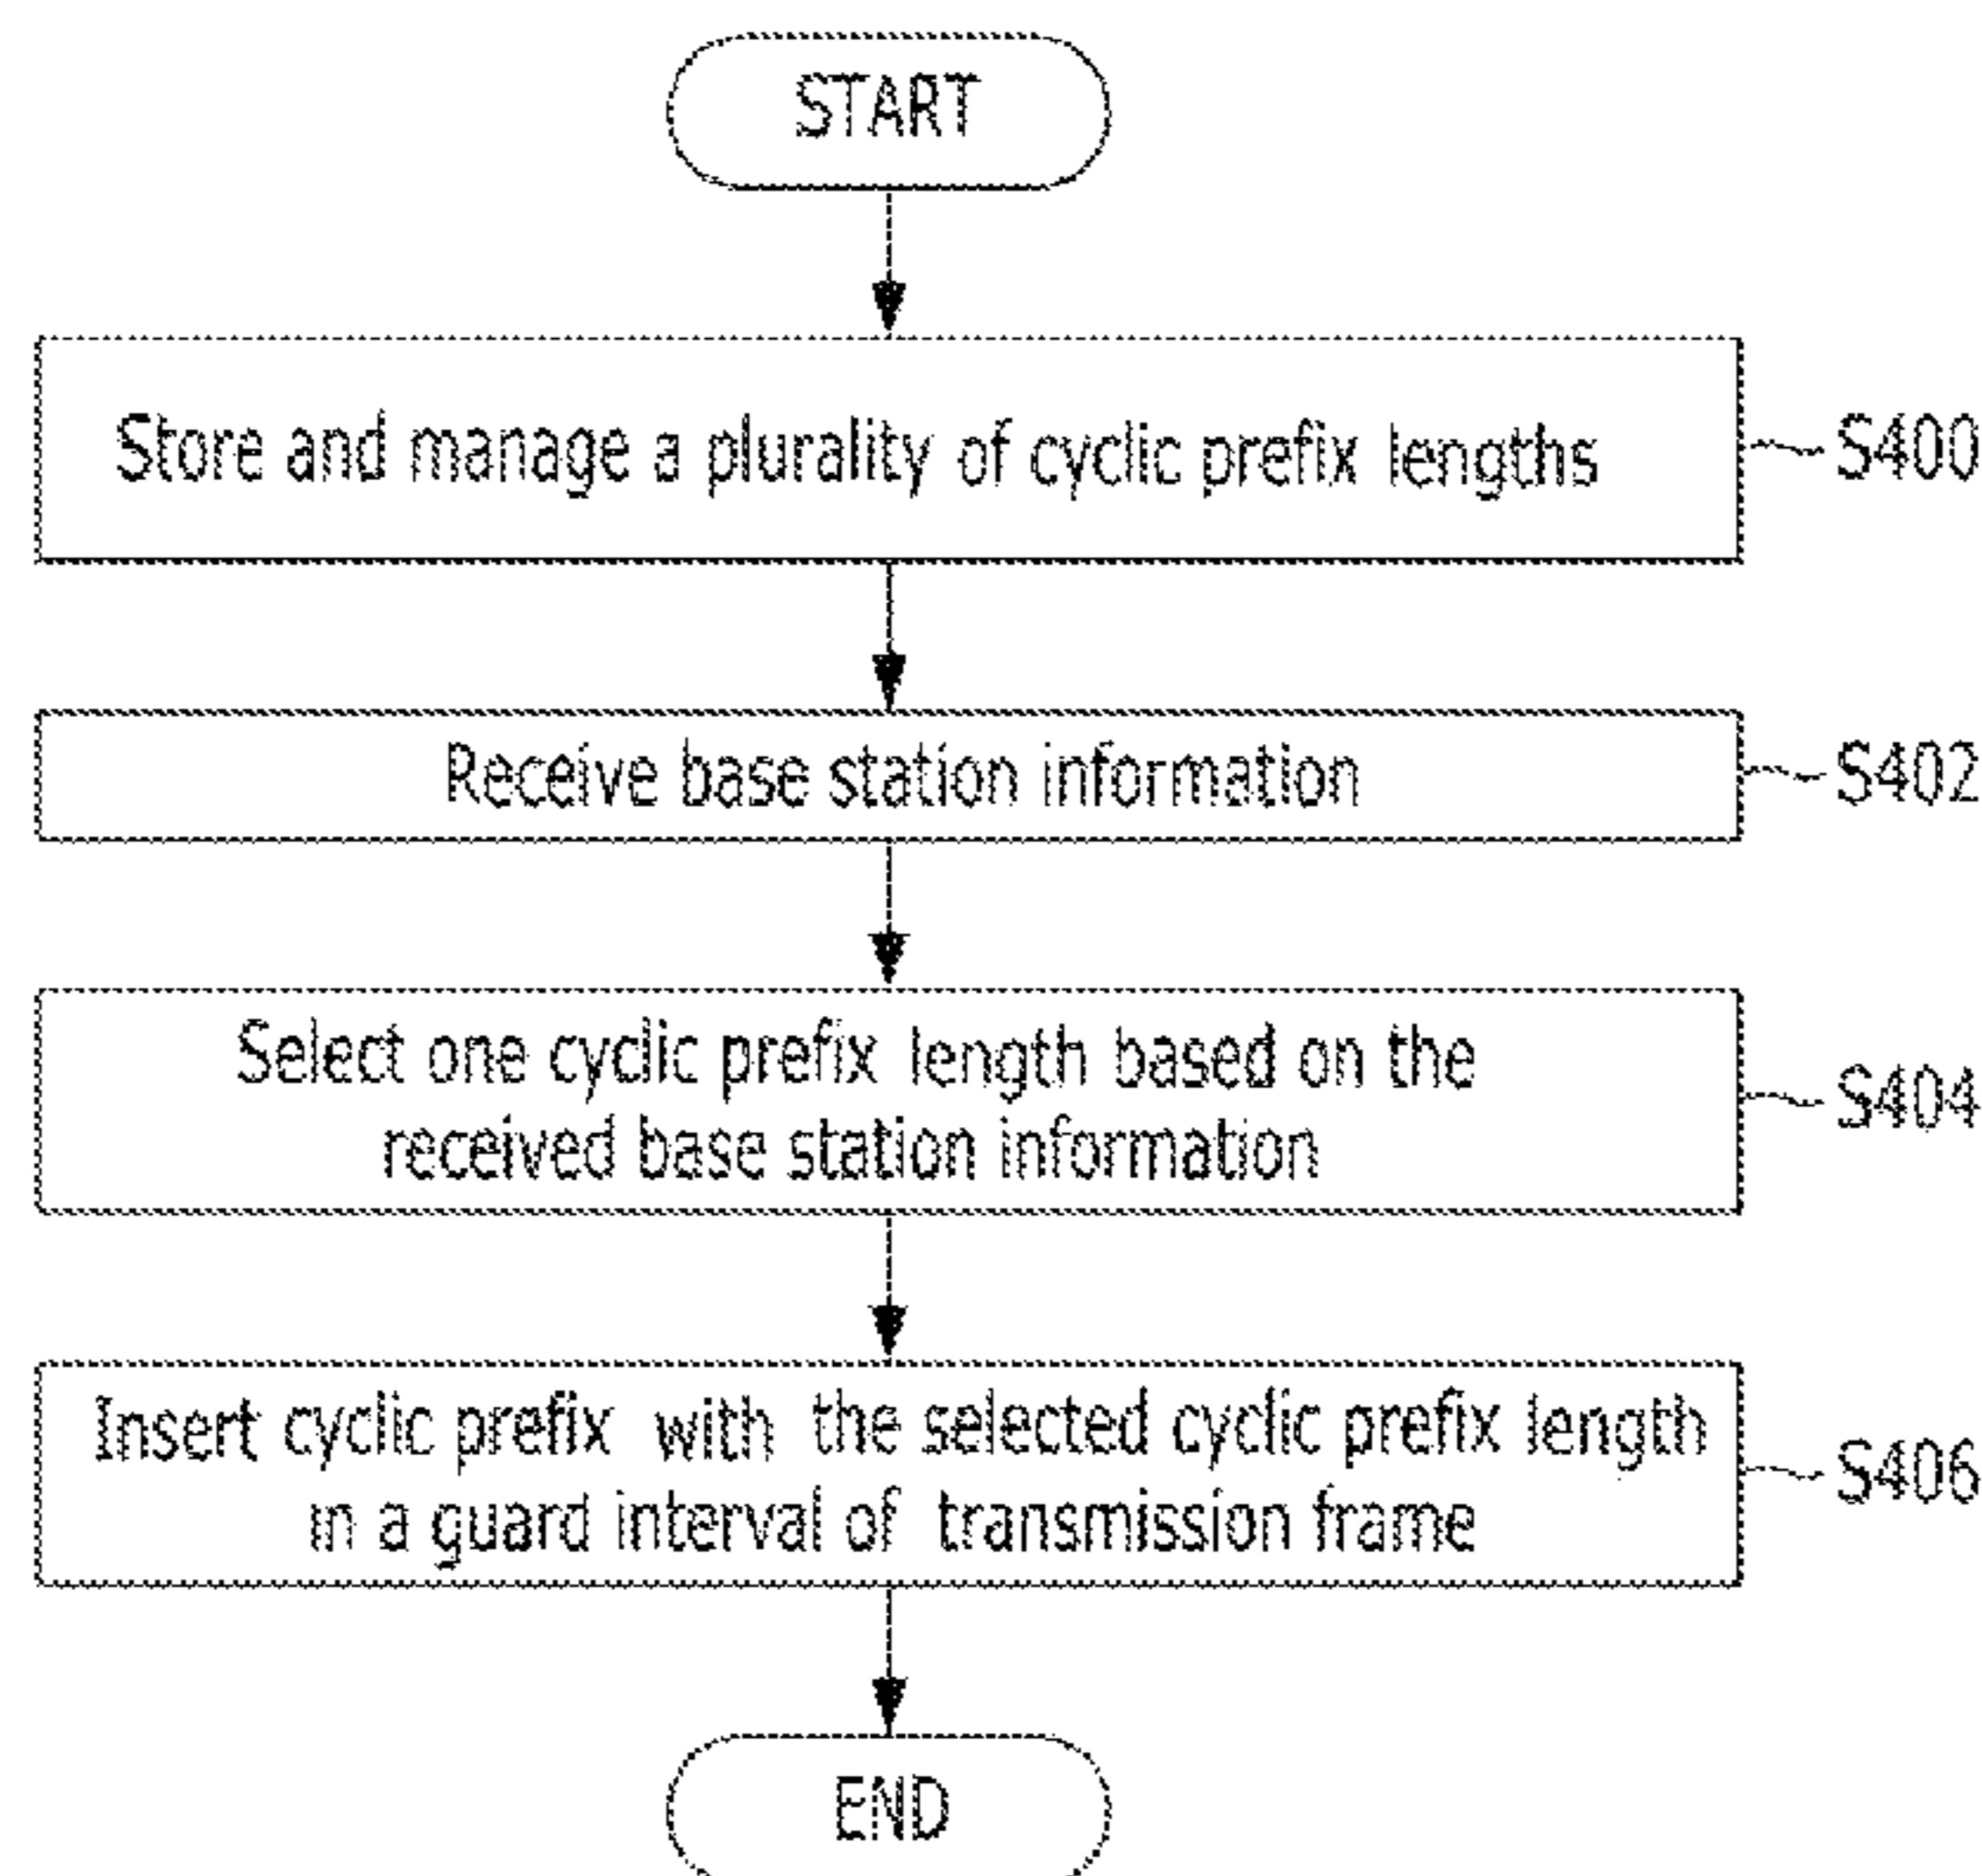 START
Store and manage a plurality of cyclic prefix lengths
S400
Receive base station information
S402
Select one cyclic prefix length based on the
received base station information
S404
Insert cyclic prefix with the selected cyclic prefix length
in a guard interval of transmission frame
S406
END